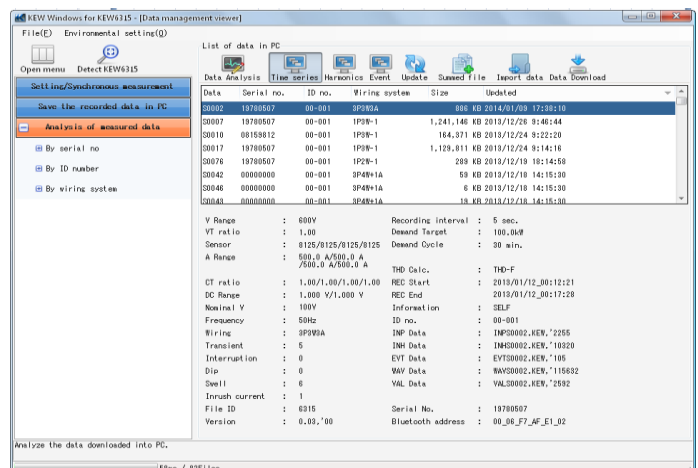 KEW Windows for KEW6315 - [Data management viewer]
File(F) Environmental setting(O)
Open menu Detect KEW6315
Setting/Synchronous measurement
Save the recorded data in PC
Analysis of measured data
By serial no
By ID number
By wiring system
List of data in PC
Data Analysis Time series Harmonics Event Update Summed file Import data Data Download
Data Serial no. ID no. Wiring system Size Updated
S0002 19780507 00-001 3P3W3A 886 KB 2014/01/09 17:38:10
S0007 19780507 00-001 1P3W-1 1,241,146 KB 2013/12/26 9:46:44
S0010 08159812 00-001 1P3W-1 164,371 KB 2013/12/24 9:22:20
S0017 19780507 00-001 1P3W-1 1,129,811 KB 2013/12/24 9:14:16
S0076 19780507 00-001 1P2W-1 289 KB 2013/12/19 18:14:58
S0042 00000000 00-001 3P4W+1A 59 KB 2013/12/18 14:15:30
S0046 00000000 00-001 3P4W+1A 6 KB 2013/12/18 14:15:30
S0043 00000000 00-001 3P4W+1A 19 KB 2013/12/18 14:15:30
V Range : 600V Recording interval : 5 sec.
VT ratio : 1.00 Demand Target : 100.0kW
Sensor : 8125/8125/8125/8125 Demand Cycle : 30 min.
A Range : 500.0 A/500.0 A
/500.0 A/500.0 A THD Calc. : THD-F
CT ratio : 1.00/1.00/1.00/1.00 REC Start : 2013/01/12_00:12:21
DC Range : 1.000 V/1.000 V REC End 2013/01/12_00:17:28
Nominal V : 100V Information : SELF
Frequency : 50Hz ID no. : 00-001
Wiring : 3P3W3A INP Data : INPS0002.KEW,'2255
Transient : 5 INH Data : INHS0002.KEW,'10320
Interruption : 0 EVT Data : EVTS0002.KEW,'105
Dip : 0 WAV Data : WAVS0002.KEW,'115632
Swell : 6 VAL Data : VALS0002.KEW,'2592
Inrush current : 1
File ID : 6315 Serial No. : 19780507
Version : 0.03,'00 Bluetooth address : 00_06_F7_AF_E1_02
Analyze the data downloaded into PC.